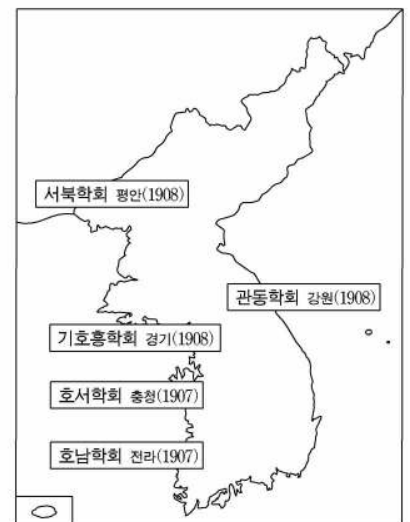 서북학회 평안(1908)
관동학회 강원(1908)
기호흥학회 경기(1908)
호서학회 충청(1907)
호남학회 전라(1907)